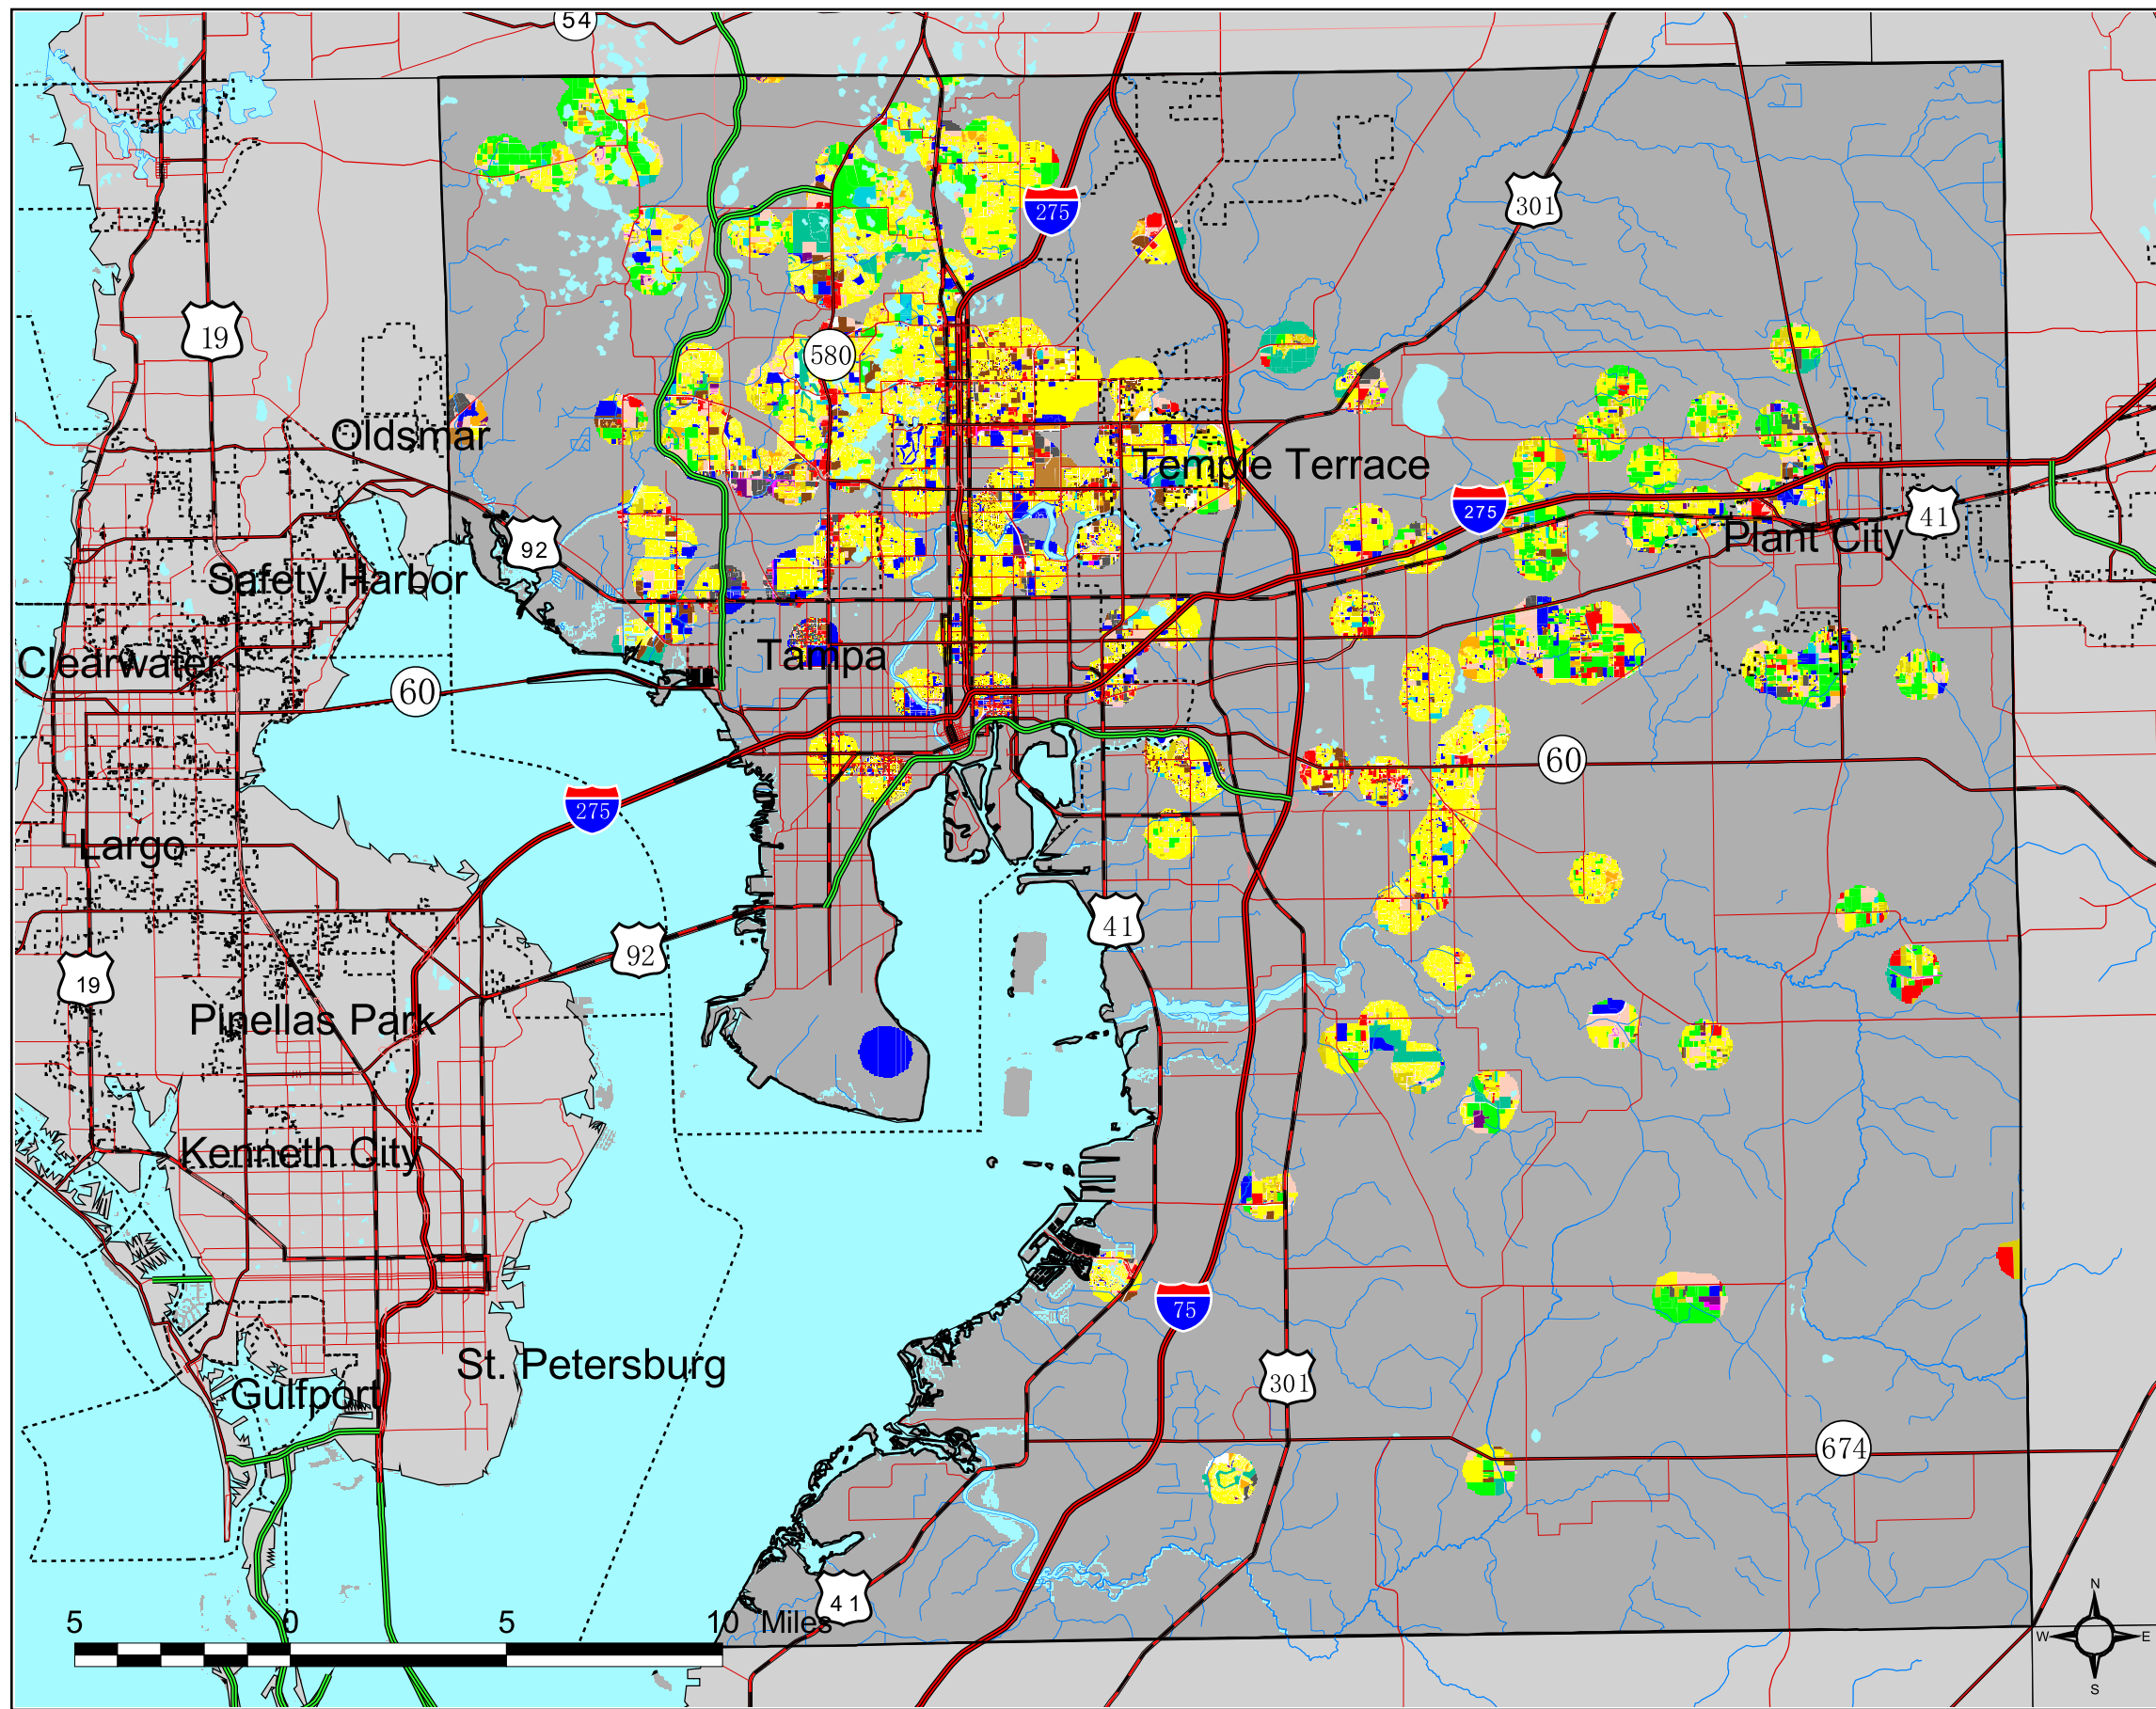 54
275
301
19
580
Oldsmar
Temple Terrace
275
41
92
Plant City
Safety Harbor
Tampa
Clearwater
60
60
275
Largo
41
92
19
Pinellas Park
Kenneth City
75
St. Petersburg
301
Gulfport
674
41
N
W E
S
5 0 5 10 Miles